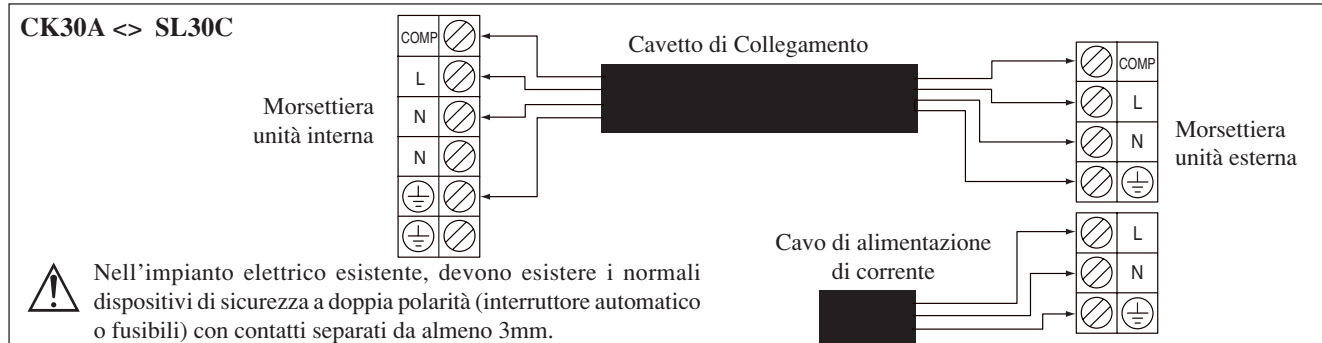 CK30A <> SL30C
Cavetto di Collegamento
Morsettiera
unità interna
COMP
L
N
N
COMP
L
N
Morsettiera
unità esterna
Cavo di alimentazione
di corrente
L
N
Nell'impianto elettrico esistente, devono esistere i normali
dispositivi di sicurezza a doppia polarità (interruttore automatico
o fusibili) con contatti separati da almeno 3mm.